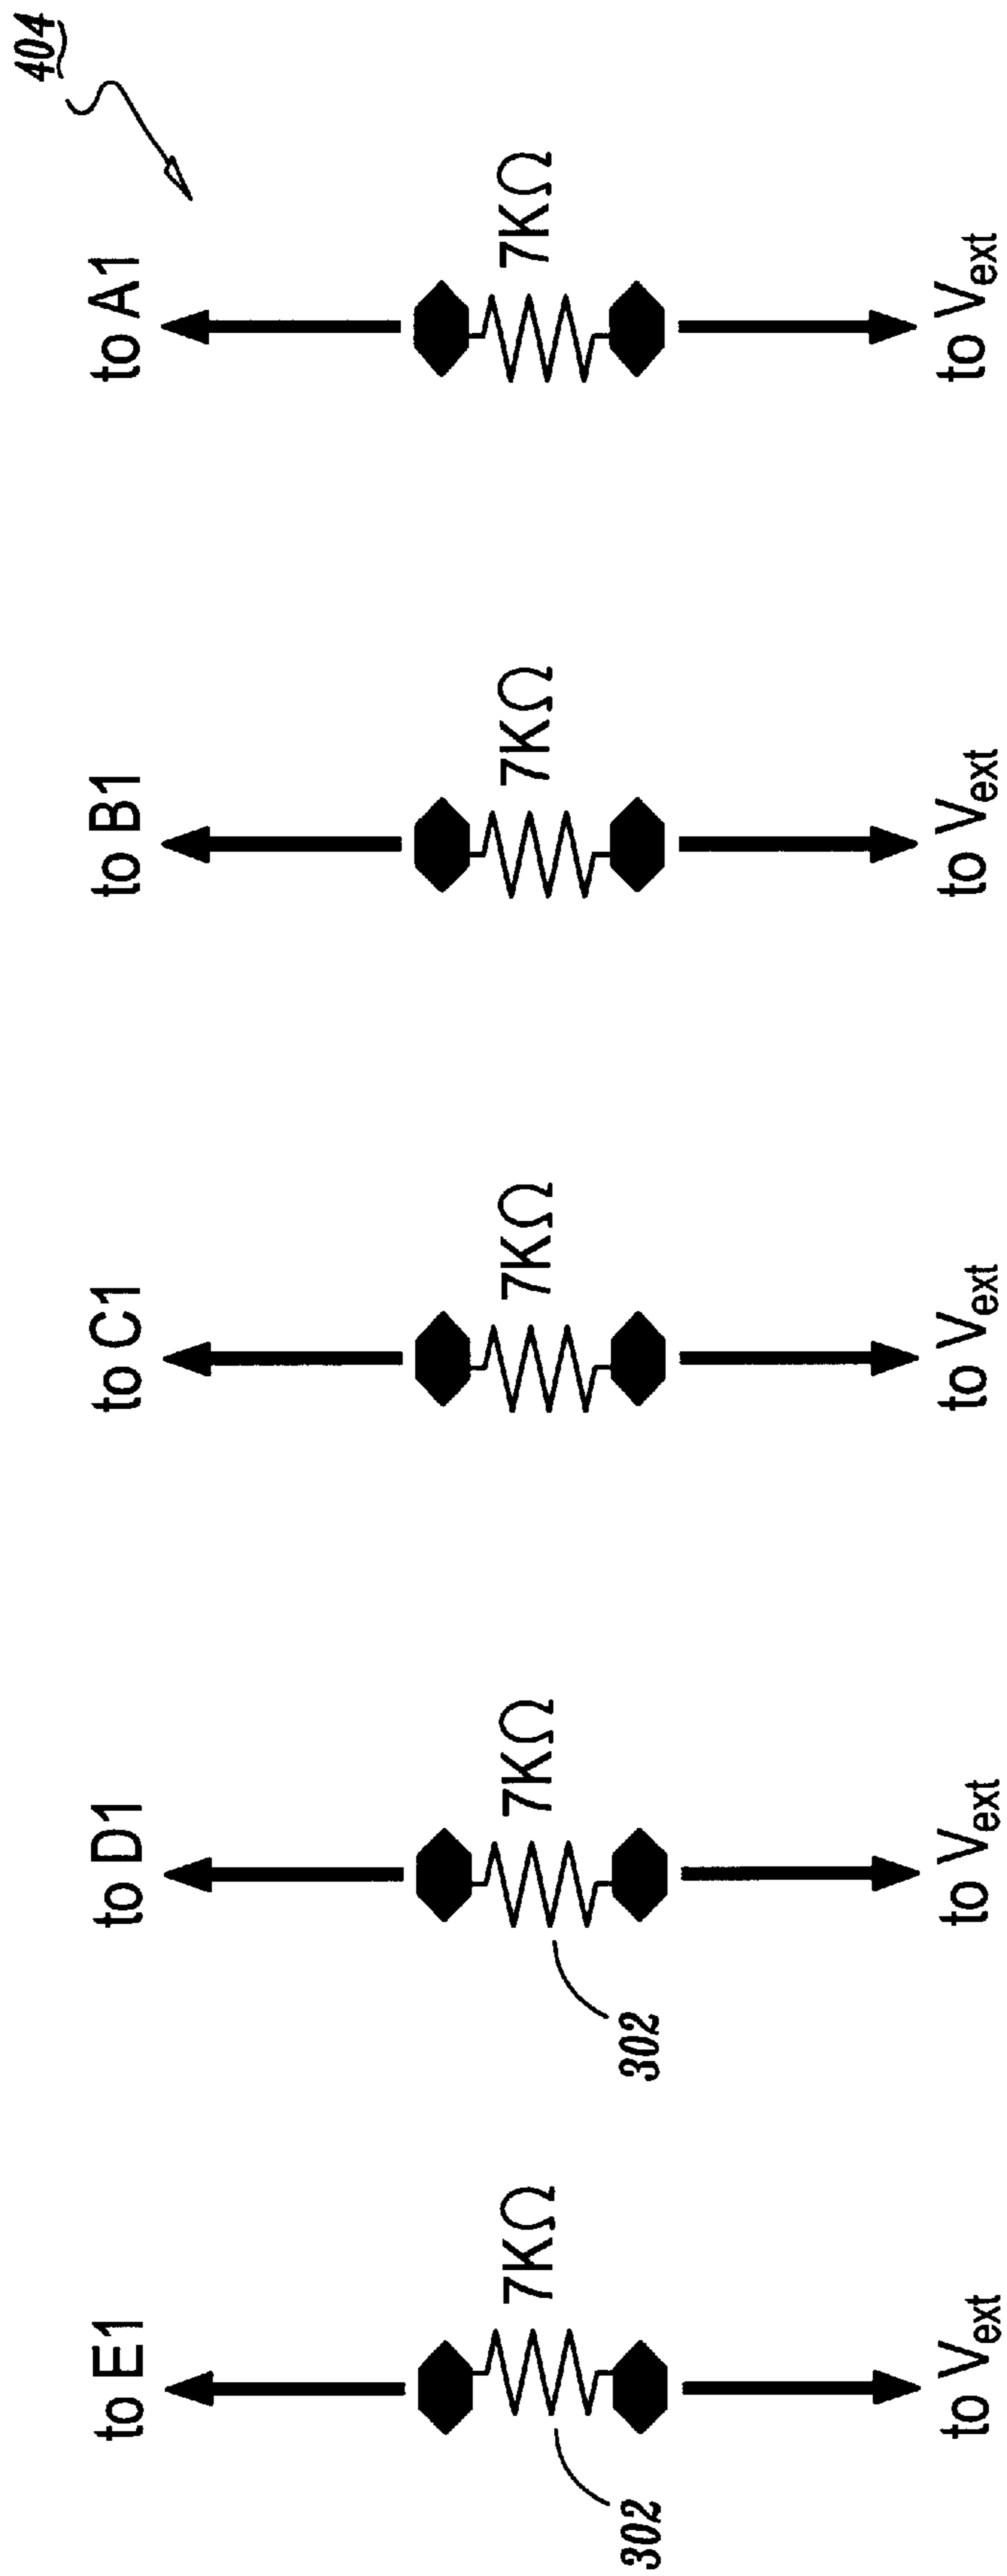 404
to E1
to D1
to C1
to B1
to A1
7KΩ
7KΩ
7KΩ
7KΩ
7KΩ
302
302
to Vext
to Vext
to Vext
to Vext
to Vext